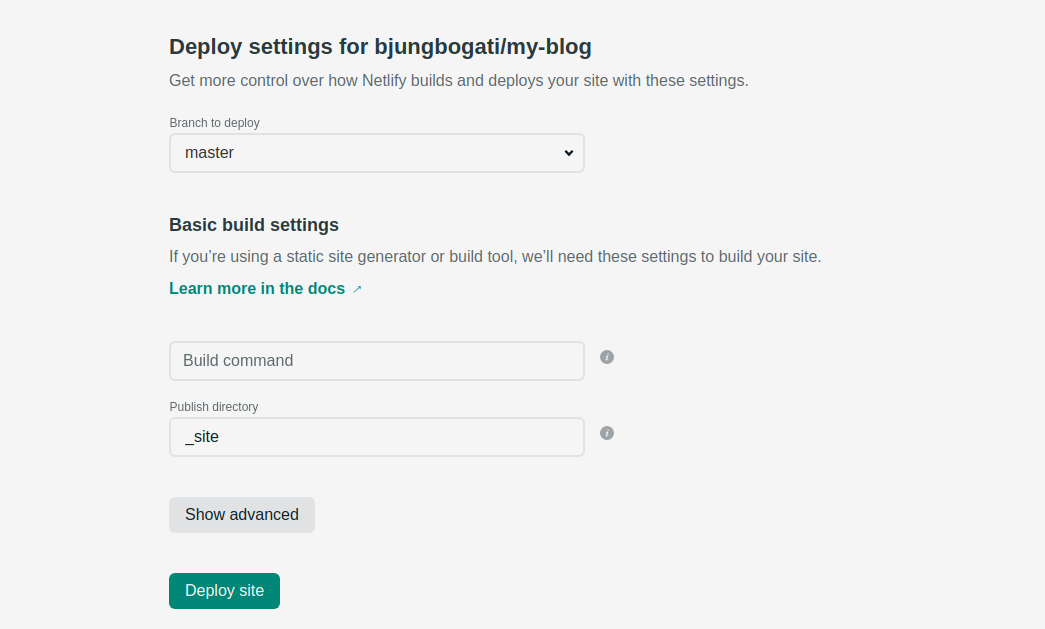 Deploy settings for bjungbogati/my-blog
Get more control over how Netlify builds and deploys your site with these settings.
Branch to deploy
master
Basic build settings
If you’re using a static site generator or build tool, we’ll need these settings to build your site.
Learn more in the docs ↗
Build command
i
Publish directory
_site
i
Show advanced
Deploy site